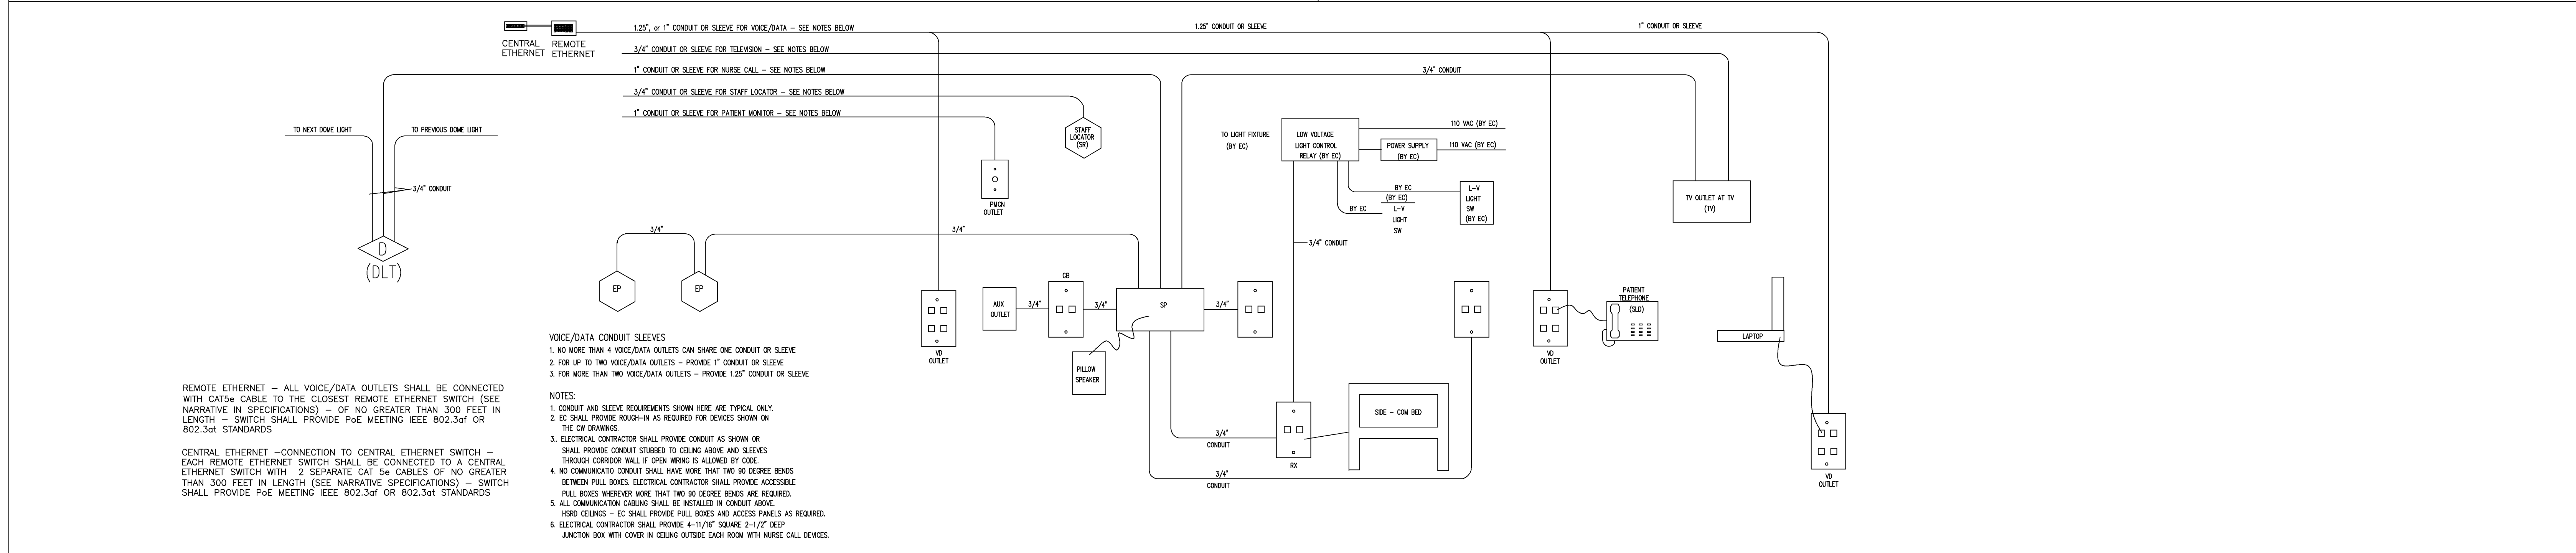 CENTRAL
ETHERNET
REMOTE
ETHERNET
1.25", or 1" CONDUIT OR SLEEVE FOR VOICE/DATA – SEE NOTES BELOW
1.25" CONDUIT OR SLEEVE
1" CONDUIT OR SLEEVE
3/4" CONDUIT OR SLEEVE FOR TELEVISION – SEE NOTES BELOW
1" CONDUIT OR SLEEVE FOR NURSE CALL – SEE NOTES BELOW
3/4" CONDUIT
3/4" CONDUIT OR SLEEVE FOR STAFF LOCATOR – SEE NOTES BELOW
1" CONDUIT OR SLEEVE FOR PATIENT MONITOR – SEE NOTES BELOW
TO NEXT DOME LIGHT
TO PREVIOUS DOME LIGHT
3/4" CONDUIT
D
(DLT)
STAFF
LOCATOR
(SR)
PMCN
OUTLET
TO LIGHT FIXTURE
(BY EC)
LOW VOLTAGE
LIGHT CONTROL
RELAY (BY EC)
110 VAC (BY EC)
POWER SUPPLY
(BY EC)
110 VAC (BY EC)
BY EC
(BY EC)
L–V
LIGHT
SW
BY EC
L–V
LIGHT
SW
(BY EC)
TV OUTLET AT TV
(TV)
3/4"
3/4"
3/4" CONDUIT
EP
EP
VD
OUTLET
AUX
OUTLET
3/4"
CB
3/4"
SP
3/4"
PILLOW
SPEAKER
VD
OUTLET
PATIENT
TELEPHONE
(SLD)
LAPTOP
VD
OUTLET
3/4"
CONDUIT
RX
SIDE – COM BED
3/4"
CONDUIT
VOICE/DATA CONDUIT SLEEVES
1. NO MORE THAN 4 VOICE/DATA OUTLETS CAN SHARE ONE CONDUIT OR SLEEVE
2. FOR UP TO TWO VOICE/DATA OUTLETS – PROVIDE 1" CONDUIT OR SLEEVE
3. FOR MORE THAN TWO VOICE/DATA OUTLETS – PROVIDE 1.25" CONDUIT OR SLEEVE
NOTES:
1. CONDUIT AND SLEEVE REQUIREMENTS SHOWN HERE ARE TYPICAL ONLY.
2. EC SHALL PROVIDE ROUGH–IN AS REQUIRED FOR DEVICES SHOWN ON
THE CW DRAWINGS.
3.. ELECTRICAL CONTRACTOR SHALL PROVIDE CONDUIT AS SHOWN OR
SHALL PROVIDE CONDUIT STUBBED TO CEILING ABOVE AND SLEEVES
THROUGH CORRIDOR WALL IF OPEN WIRING IS ALLOWED BY CODE.
4. NO COMMUNICATIO CONDUIT SHALL HAVE MORE THAT TWO 90 DEGREE BENDS
BETWEEN PULL BOXES. ELECTRICAL CONTRACTOR SHALL PROVIDE ACCESSIBLE
PULL BOXES WHEREVER MORE THAT TWO 90 DEGREE BENDS ARE REQUIRED.
5. ALL COMMUNICATION CABLING SHALL BE INSTALLED IN CONDUIT ABOVE.
HSRD CEILINGS – EC SHALL PROVIDE PULL BOXES AND ACCESS PANELS AS REQUIRED.
6. ELECTRICAL CONTRACTOR SHALL PROVIDE 4–11/16" SQUARE 2–1/2" DEEP
JUNCTION BOX WITH COVER IN CEILING OUTSIDE EACH ROOM WITH NURSE CALL DEVICES.
REMOTE ETHERNET – ALL VOICE/DATA OUTLETS SHALL BE CONNECTED
WITH CAT5e CABLE TO THE CLOSEST REMOTE ETHERNET SWITCH (SEE
NARRATIVE IN SPECIFICATIONS) – OF NO GREATER THAN 300 FEET IN
LENGTH – SWITCH SHALL PROVIDE PoE MEETING IEEE 802.3af OR
802.3at STANDARDS
CENTRAL ETHERNET –CONNECTION TO CENTRAL ETHERNET SWITCH –
EACH REMOTE ETHERNET SWITCH SHALL BE CONNECTED TO A CENTRAL
ETHERNET SWITCH WITH 2 SEPARATE CAT 5e CABLES OF NO GREATER
THAN 300 FEET IN LENGTH (SEE NARRATIVE SPECIFICATIONS) – SWITCH
SHALL PROVIDE PoE MEETING IEEE 802.3af OR 802.3at STANDARDS